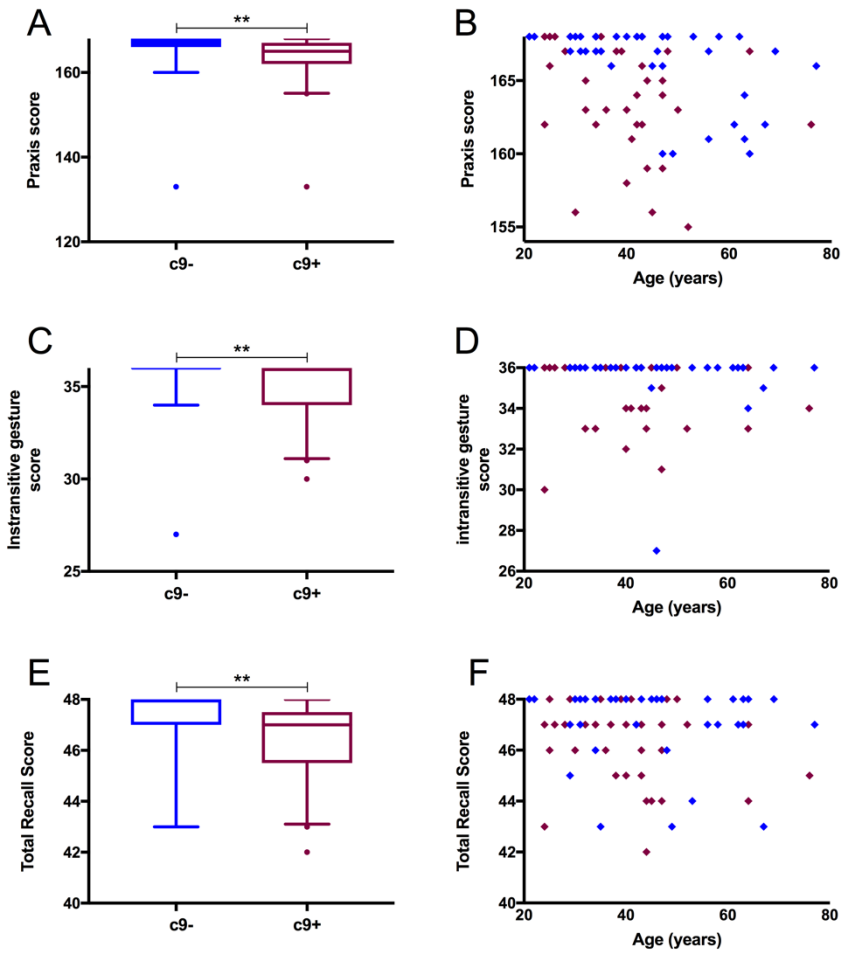 A
**
Praxis score
160
140
120
c9-
c9+
B
Praxis score
165
160
155
20
40
60
80
Age (years)
C
**
Instransitive gesture
score
35
30
25
c9-
c9+
D
intransitive gesture
score
36
34
32
30
28
26
20
40
60
80
Age (years)
E
**
Total Recall Score
48
46
44
42
40
c9-
c9+
F
Total Recall Score
48
46
44
42
40
20
40
60
80
Age (years)